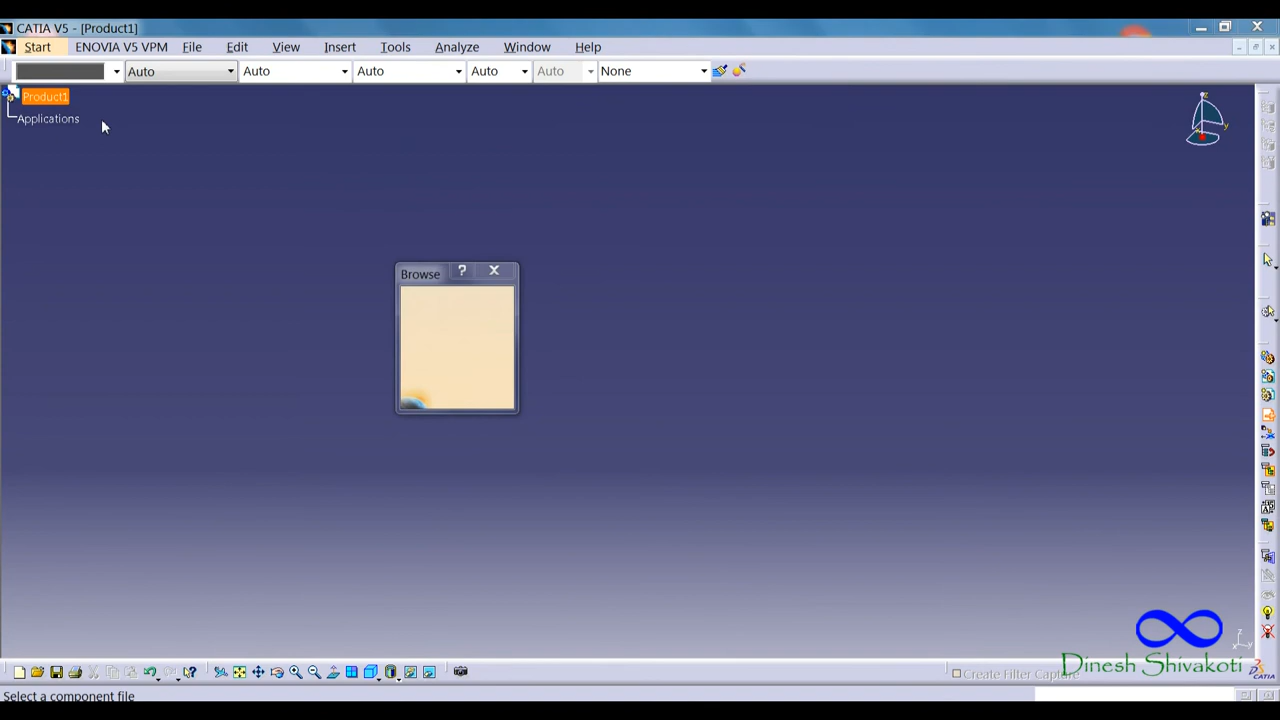 CATIA V5 - [Product1]
Start ENOVIA V5 VPM File Edit View Insert Tools Analyze Window Help
Auto Auto Auto Auto Auto None
Product1
Applications
Browse ?
Create Filter Capture
Dinesh Shivakoti
CATIA
Select a component file